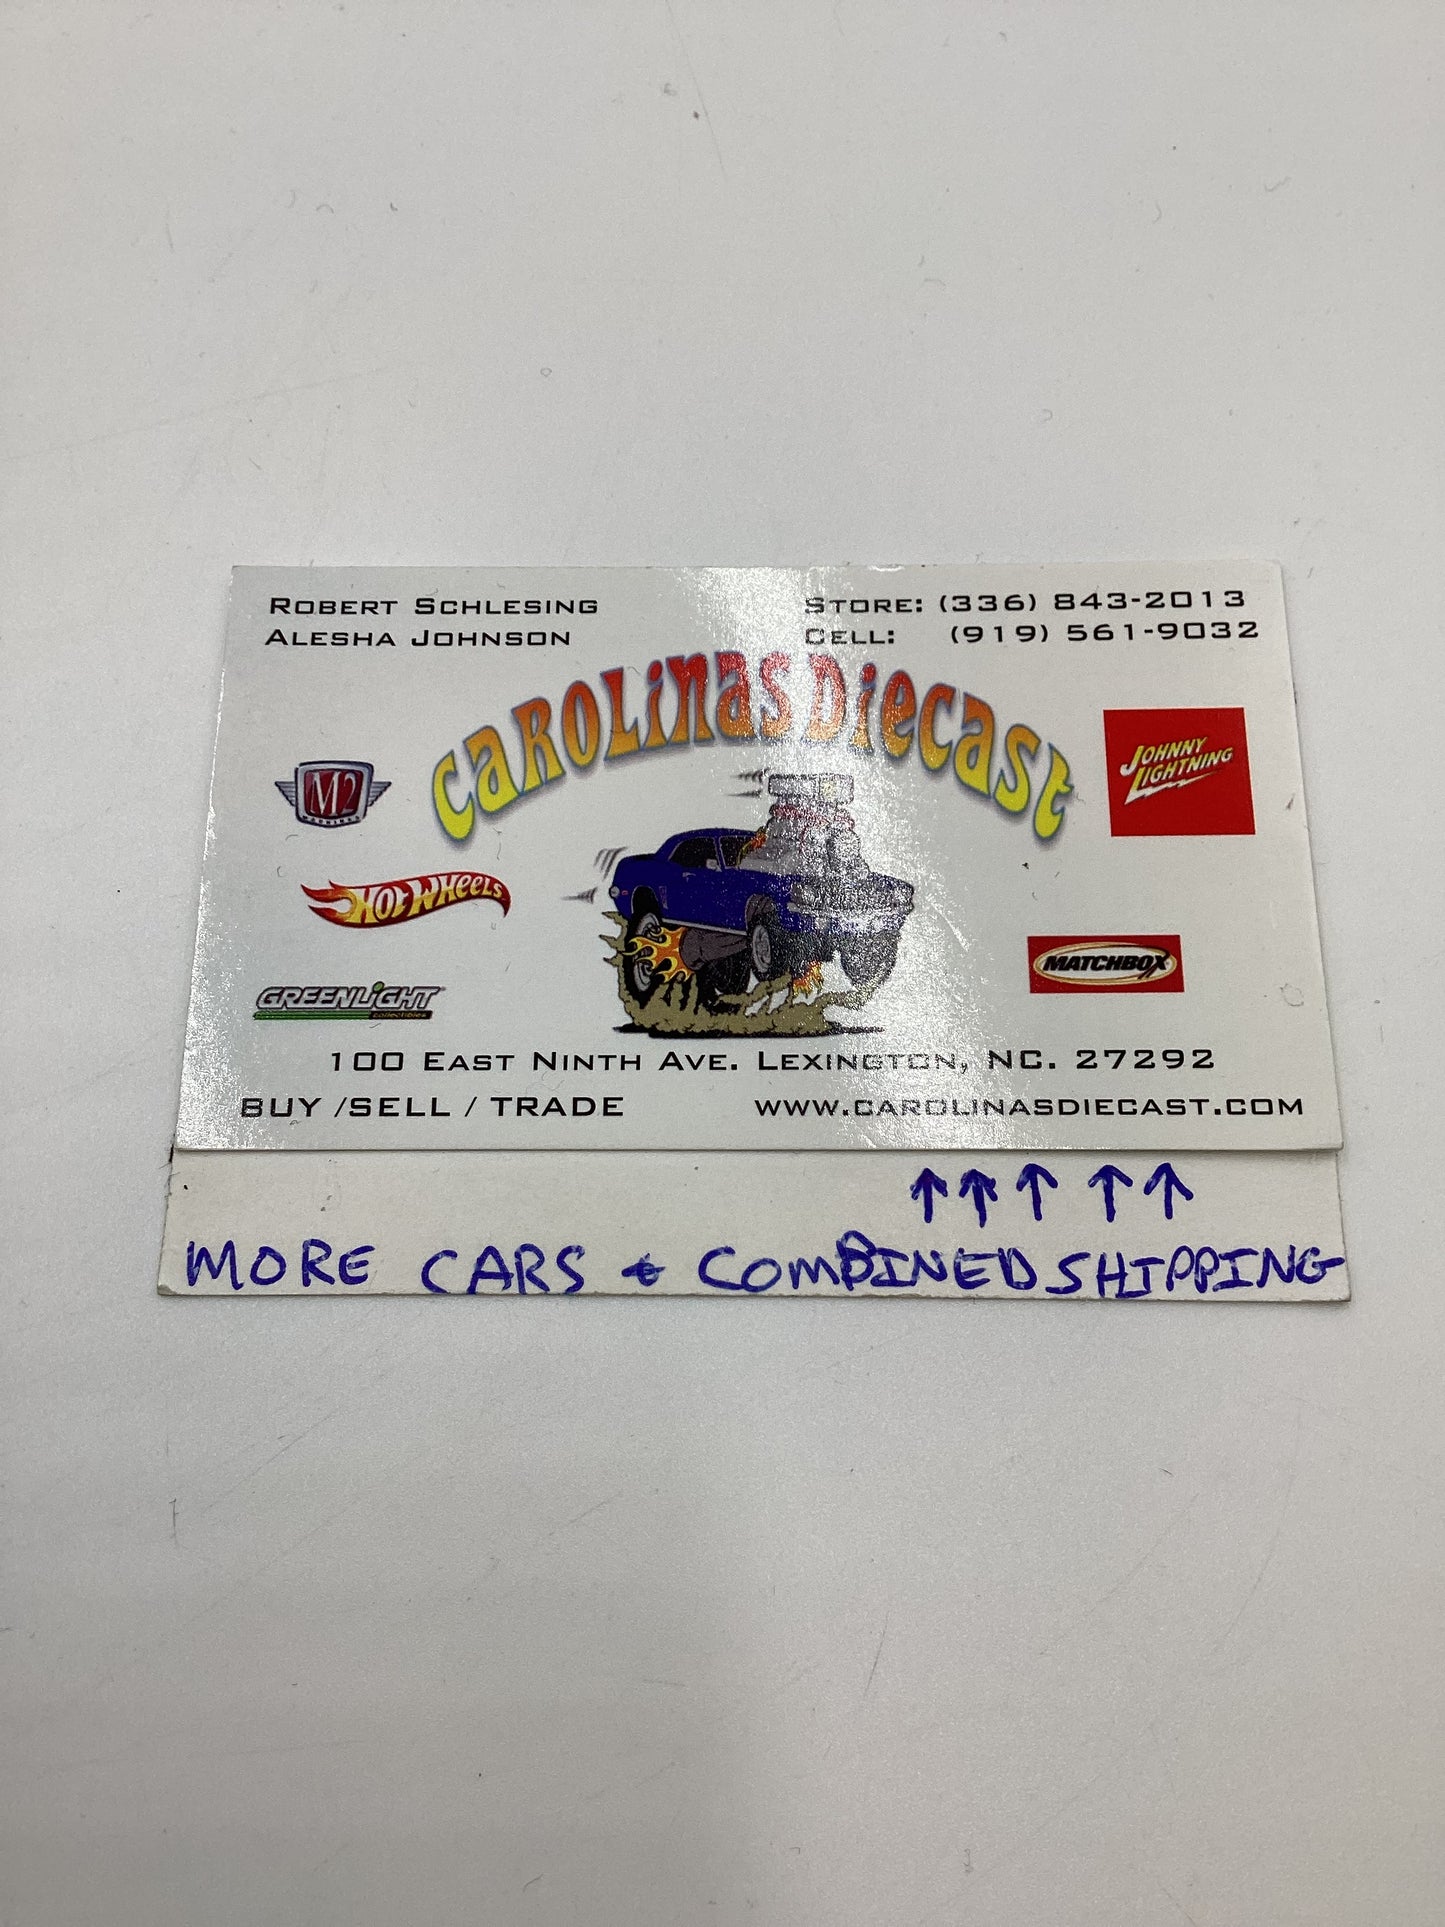 ROBERT SCHLESING
ALESHA JOHNSON
STORE: (336) 843-2013
CELL: (919) 561-9032
CAROLINAS DIECAST
M2
MACHINES
HOT WHEELS
GREENLIGHT
collectibles
JOHNNY
LIGHTNING
MATCHBOX
100 EAST NINTH AVE. LEXINGTON, NC. 27292
BUY /SELL / TRADE
WWW.CAROLINASDIECAST.COM
↑ ↑ ↑ ↑ ↑
MORE CARS & COMBINED SHIPPING